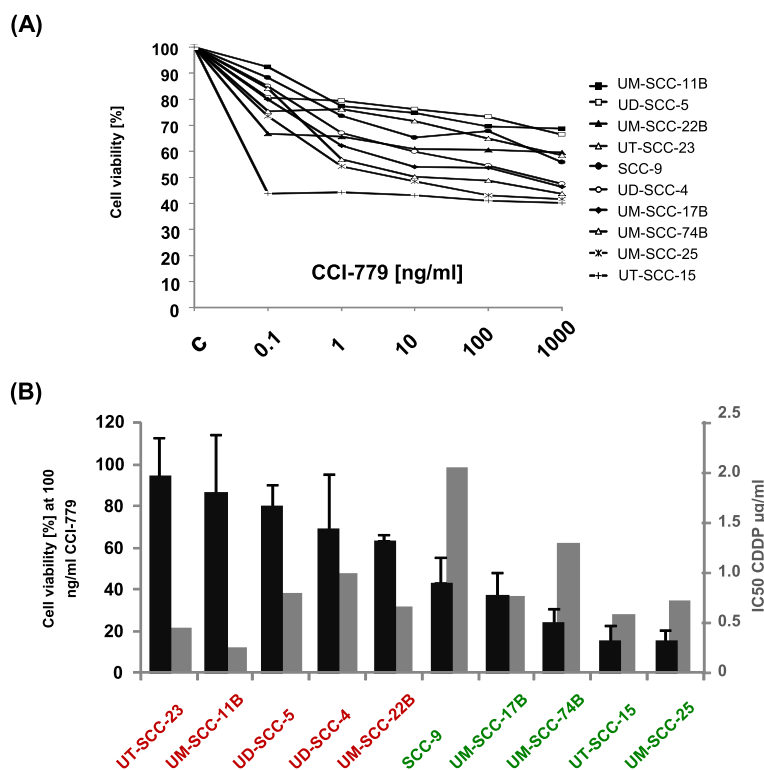 (A)
Cell viability [%]
100
90
80
70
60
50
40
30
20
10
0
CCI-779 [ng/ml]
C
0.1
1
10
100
1000
UM-SCC-11B
UD-SCC-5
UM-SCC-22B
UT-SCC-23
SCC-9
UD-SCC-4
UM-SCC-17B
UM-SCC-74B
UM-SCC-25
UT-SCC-15
(B)
Cell viability [%] at 100
ng/ml CCI-779
120
100
80
60
40
20
0
2.5
2.0
1.5
1.0
0.5
0
IC50 CDDP µg/ml
UT-SCC-23
UM-SCC-11B
UD-SCC-5
UD-SCC-4
UM-SCC-22B
SCC-9
UM-SCC-17B
UM-SCC-74B
UT-SCC-15
UM-SCC-25